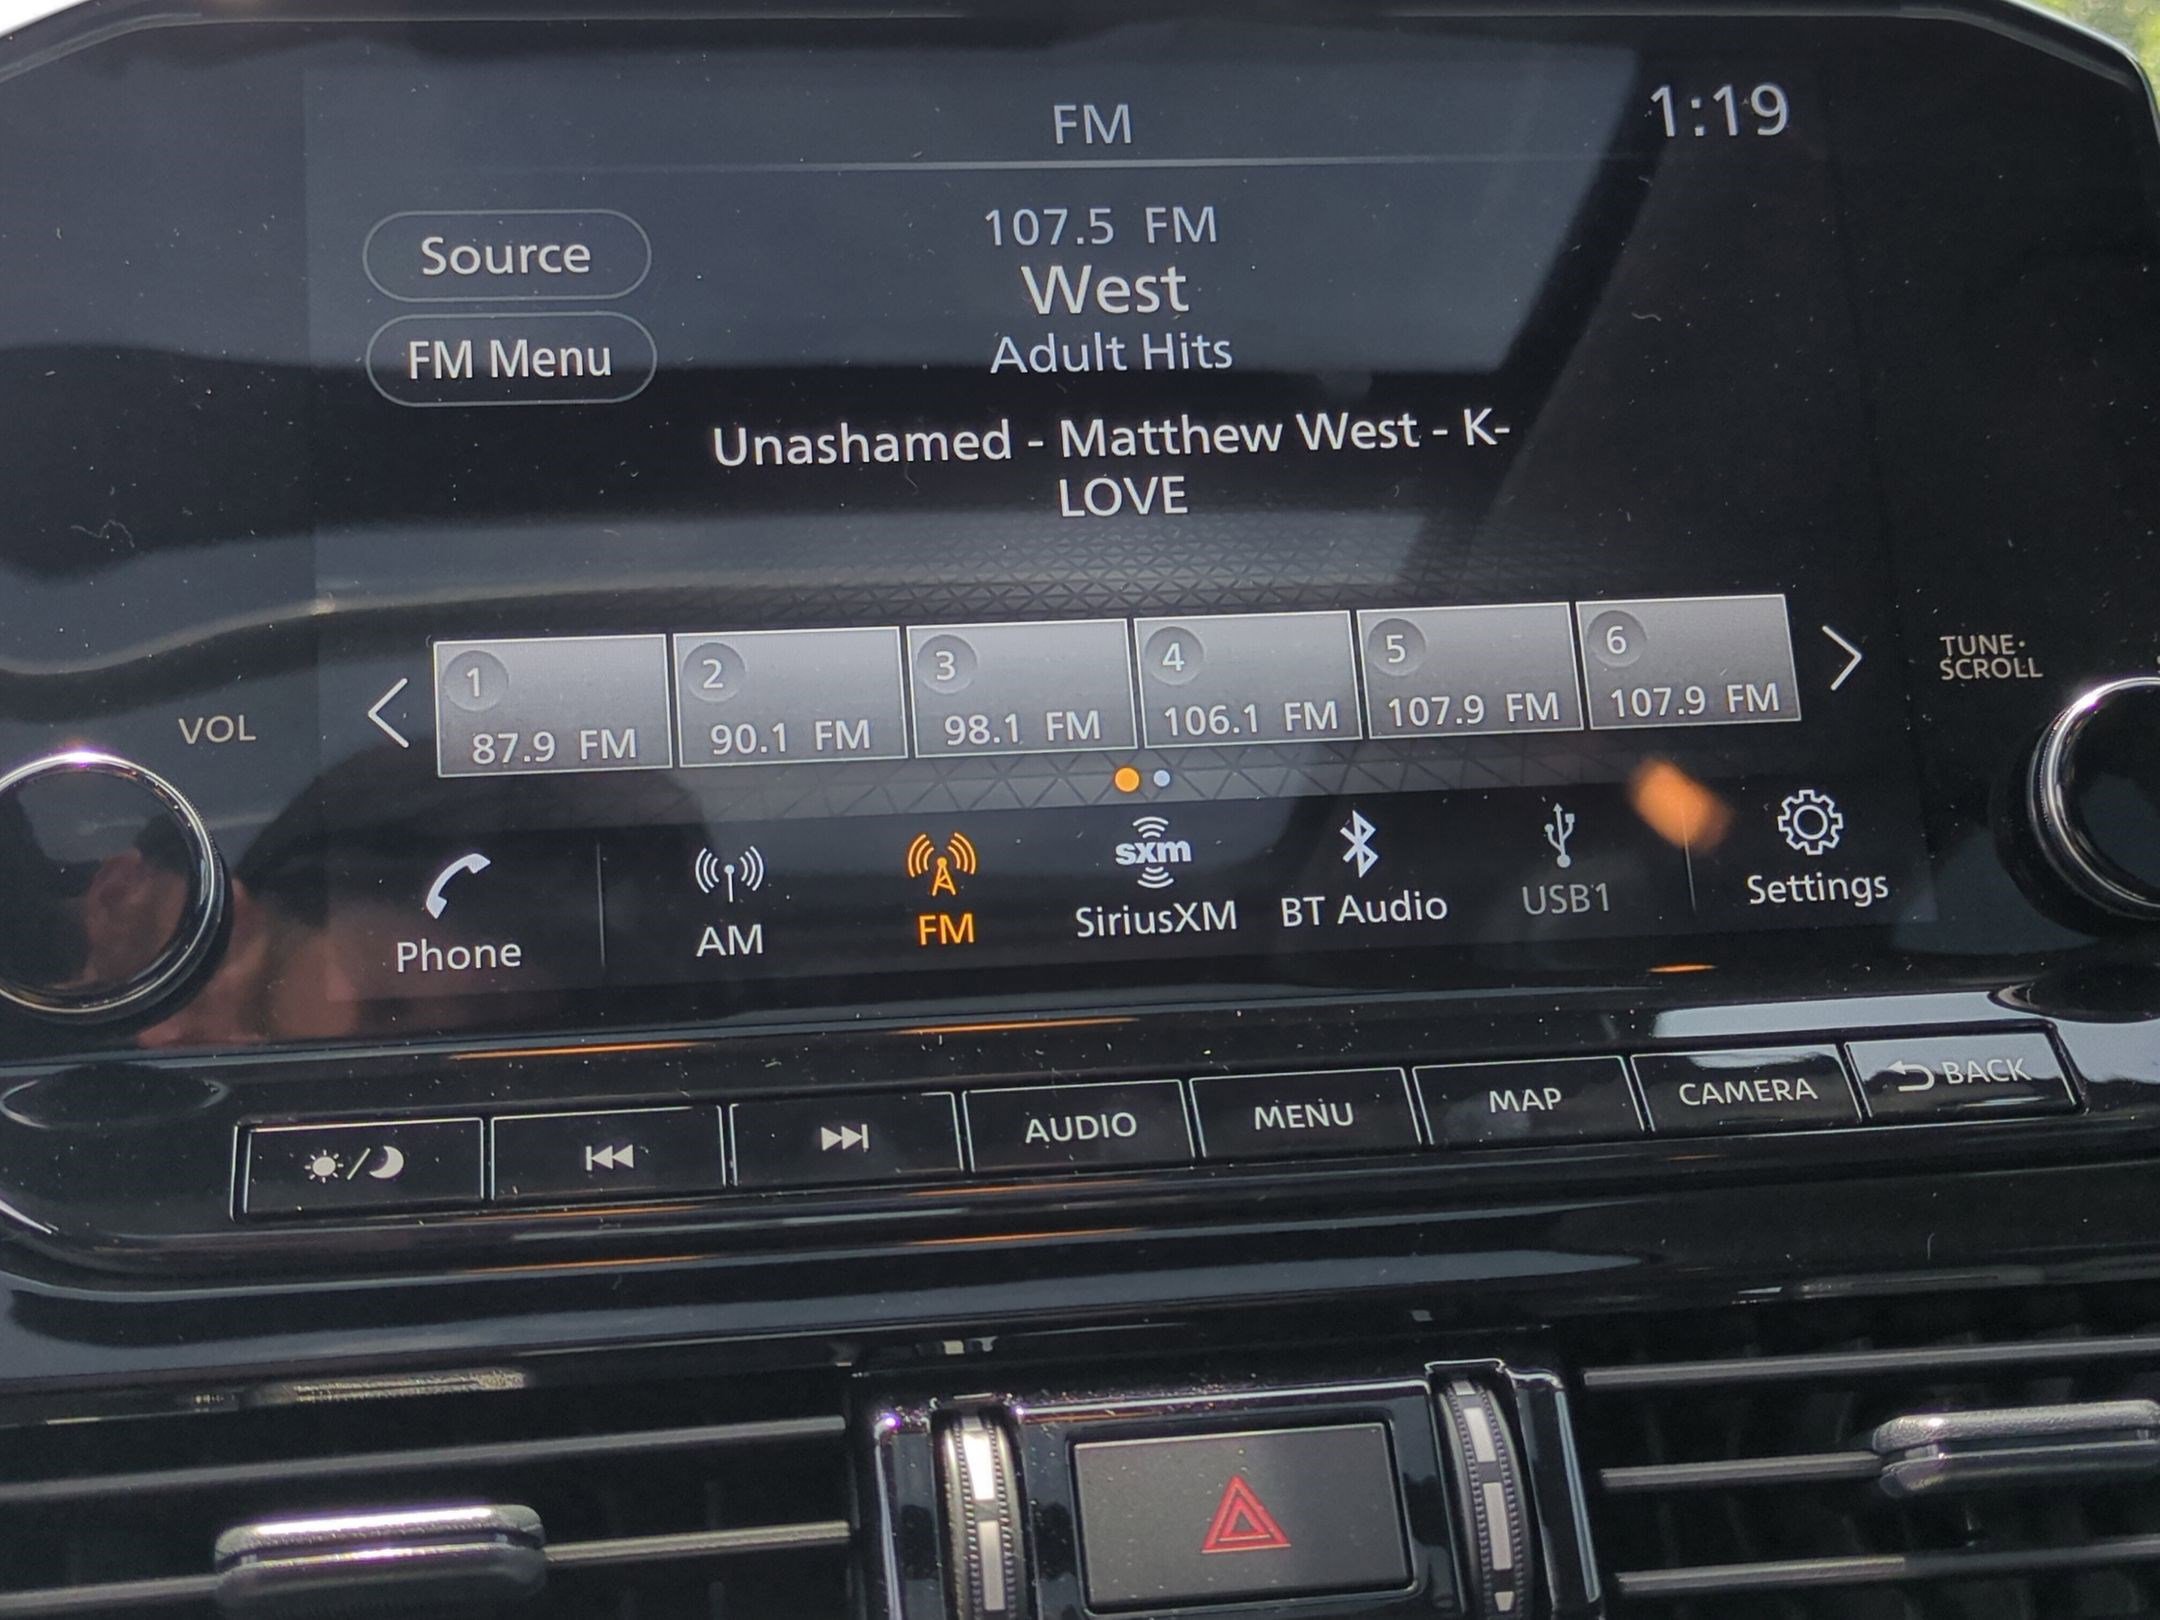 FM
1:19
Source
107.5 FM
West
FM Menu
Adult Hits
Unashamed - Matthew West - K-
LOVE
1
87.9 FM
2
90.1 FM
3
98.1 FM
4
106.1 FM
5
107.9 FM
6
107.9 FM
VOL
TUNE·
SCROLL
Phone
AM
FM
sxm
SiriusXM
BT Audio
USB1
Settings
AUDIO
MENU
MAP
CAMERA
BACK